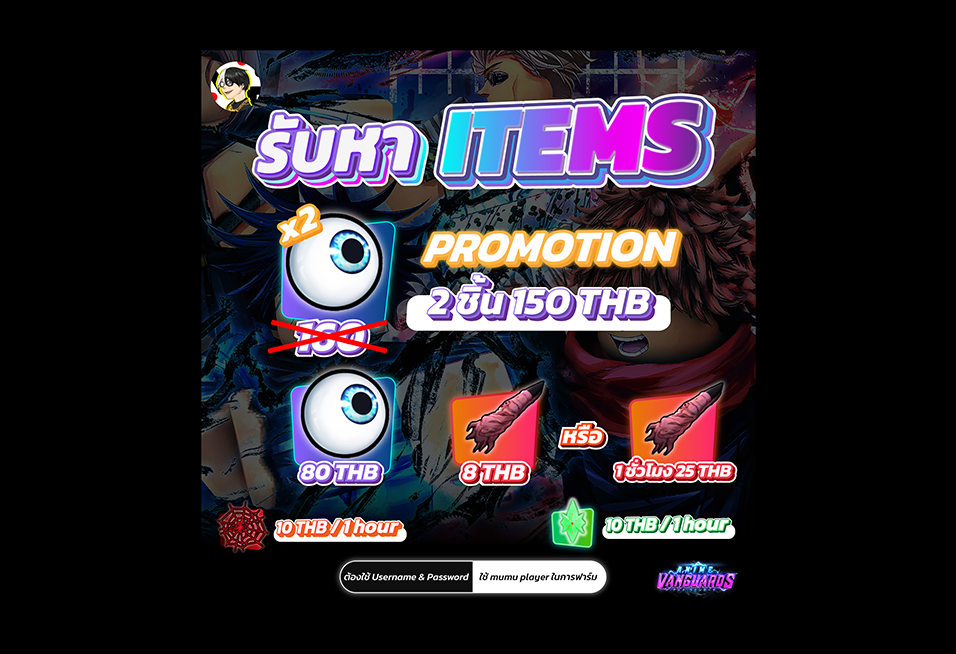 รับหา ITEMS
x2
PROMOTION
2 ชิ้น 150 THB
160
80 THB
8 THB
หรือ
1 ชั่วโมง 25 THB
10 THB / 1 hour
10 THB / 1 hour
ต้องใช้ Username & Password
ใช้ mumu player ในการฟาร์ม
ANIME
VANGUARDS